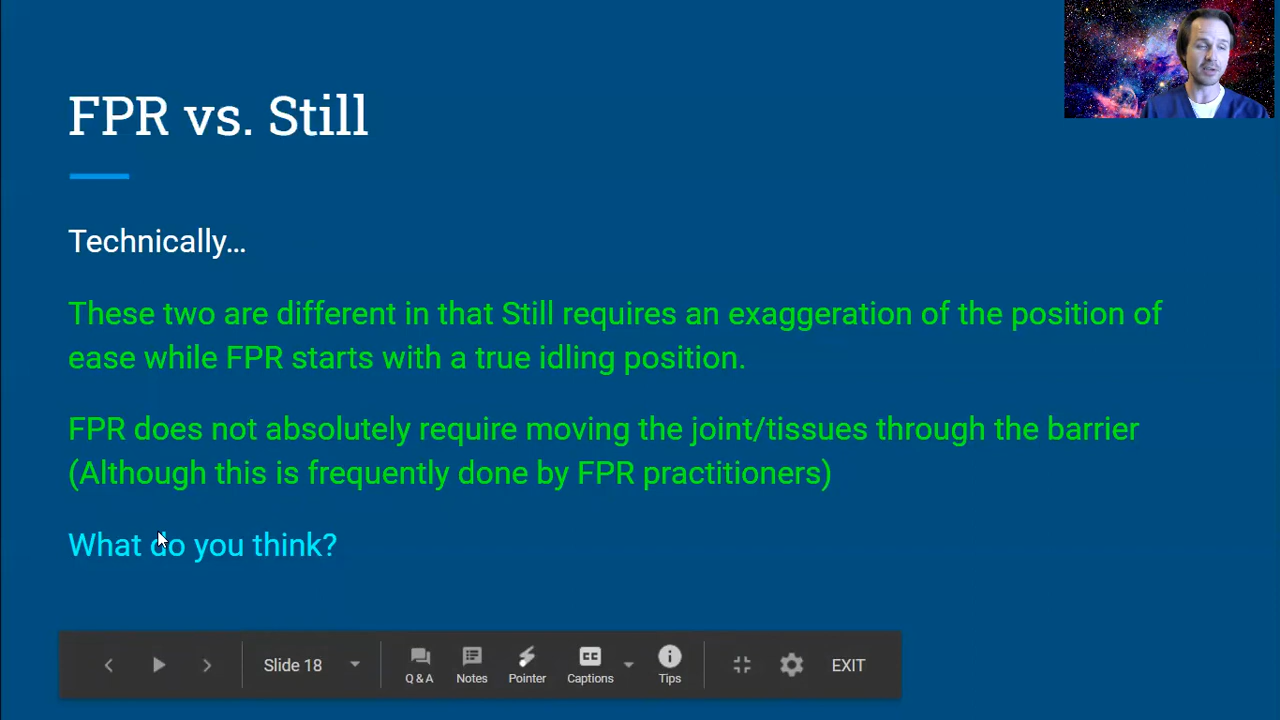 FPR vs. Still
Technically…
These two are different in that Still requires an exaggeration of the position of
ease while FPR starts with a true idling position.
FPR does not absolutely require moving the joint/tissues through the barrier
(Although this is frequently done by FPR practitioners)
What do you think?
Slide 18
Q & A
Notes
Pointer
CC
Captions
Tips
EXIT